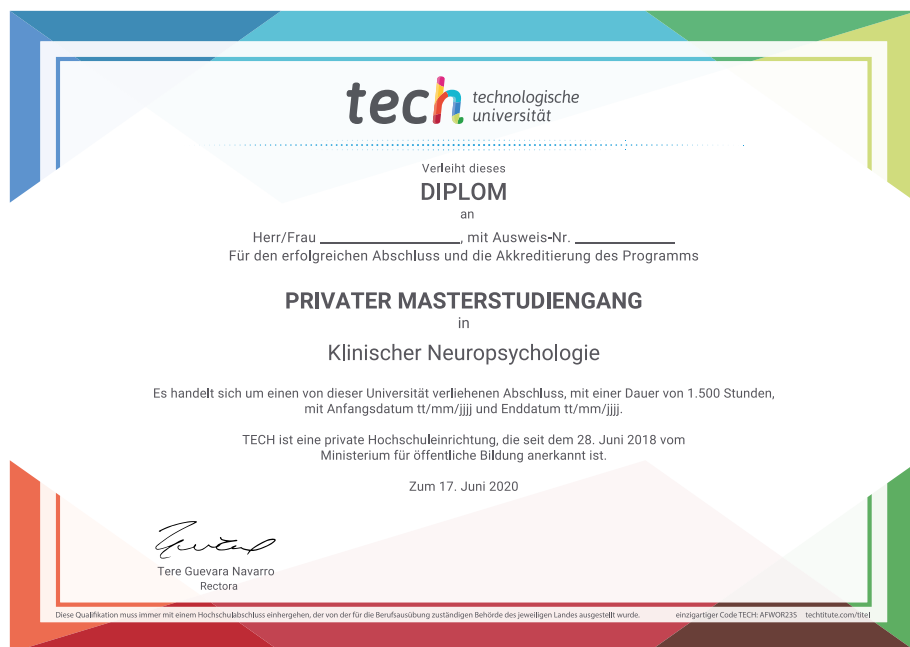 tech technologische
universität
Verleiht dieses
DIPLOM
an
Herr/Frau ____________________, mit Ausweis-Nr. ______________
Für den erfolgreichen Abschluss und die Akkreditierung des Programms
PRIVATER MASTERSTUDIENGANG
in
Klinischer Neuropsychologie
Es handelt sich um einen von dieser Universität verliehenen Abschluss, mit einer Dauer von 1.500 Stunden,
mit Anfangsdatum tt/mm/jjjj und Enddatum tt/mm/jjjj.
TECH ist eine private Hochschuleinrichtung, die seit dem 28. Juni 2018 vom
Ministerium für öffentliche Bildung anerkannt ist.
Zum 17. Juni 2020
Tere Guevara Navarro
Rectora
Diese Qualifikation muss immer mit einem Hochschulabschluss einhergehen, der von der für die Berufsausübung zuständigen Behörde des jeweiligen Landes ausgestellt wurde. einzigartiger Code TECH: AFWOR23S techtitute.com/titel